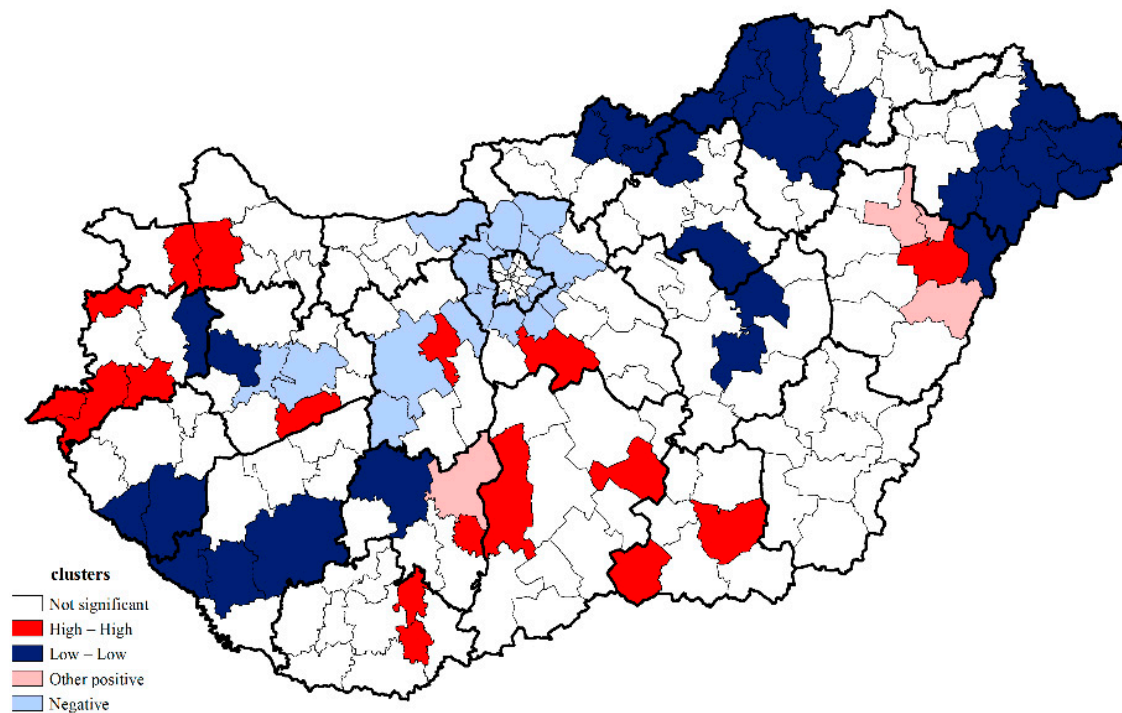 clusters
Not significant
High – High
Low – Low
Other positive
Negative